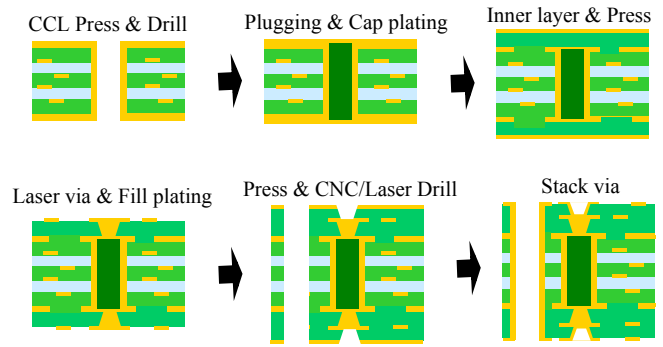 CCL Press & Drill
Plugging & Cap plating
Inner layer & Press
Laser via & Fill plating
Press & CNC/Laser Drill
Stack via